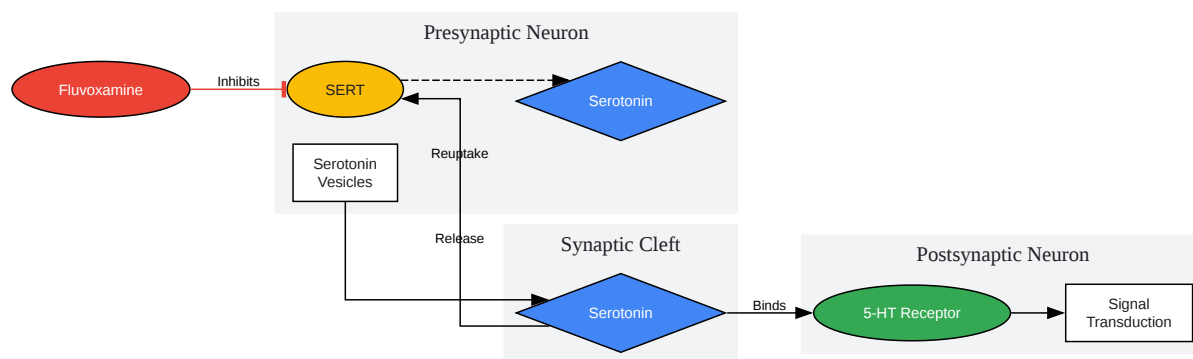 Presynaptic Neuron
Fluvoxamine
Inhibits
SERT
Serotonin
Reuptake
Serotonin
Vesicles
Release
Synaptic Cleft
Serotonin
Binds
Postsynaptic Neuron
5-HT Receptor
Signal
Transduction